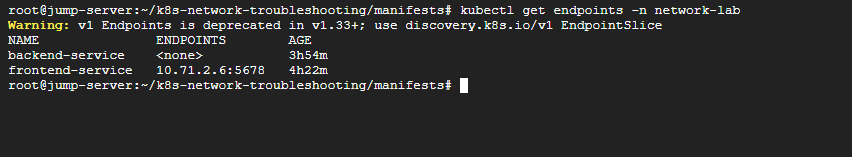 root@jump-server:~/k8s-network-troubleshooting/manifests# kubectl get endpoints -n network-lab
Warning: v1 Endpoints is deprecated in v1.33+; use discovery.k8s.io/v1 EndpointSlice
NAME               ENDPOINTS        AGE
backend-service    <none>           3h54m
frontend-service   10.71.2.6:5678   4h22m
root@jump-server:~/k8s-network-troubleshooting/manifests#